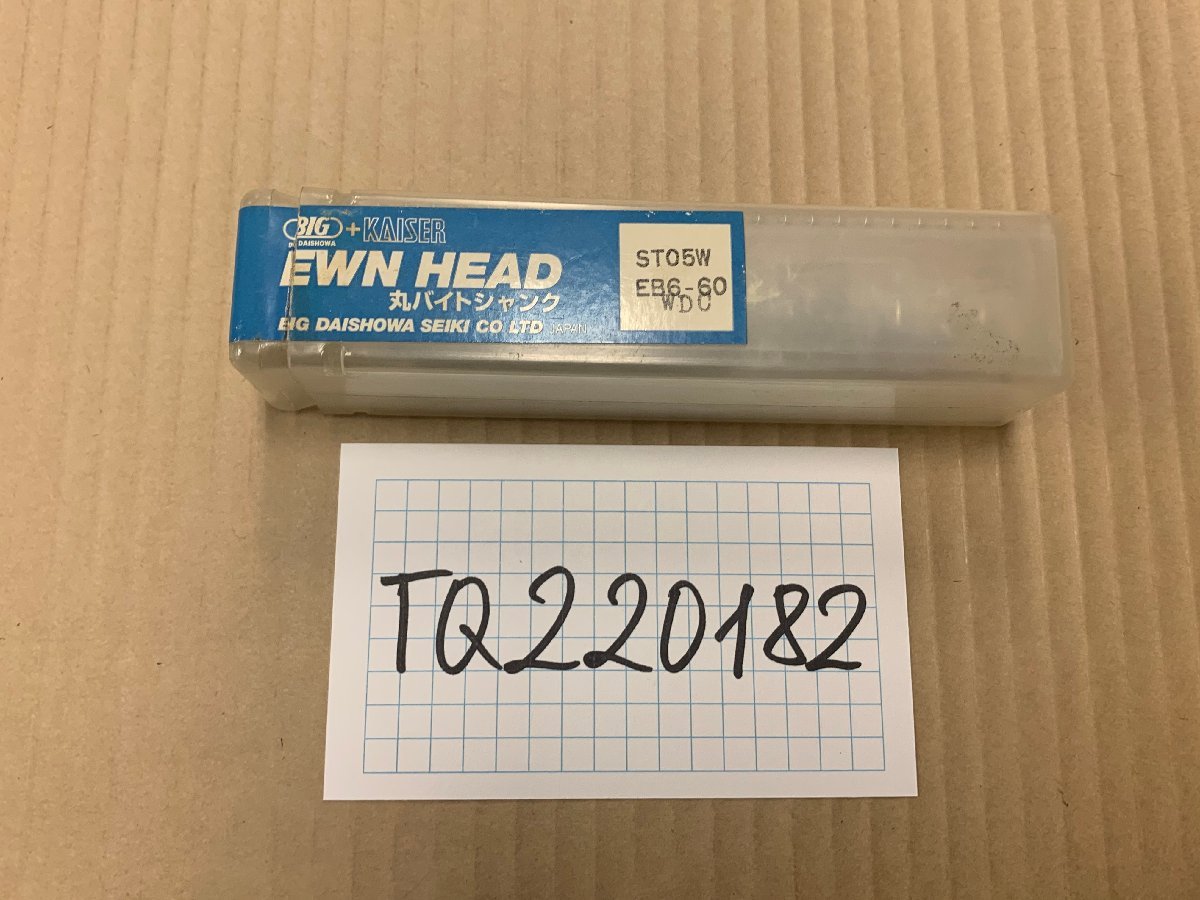 BIG + KAISER
BIG DAISHOWA
EWN HEAD
丸バイトシャンク
BIG DAISHOWA SEIKI CO LTD JAPAN
ST05W
EB6-60
WDC
TQ220182